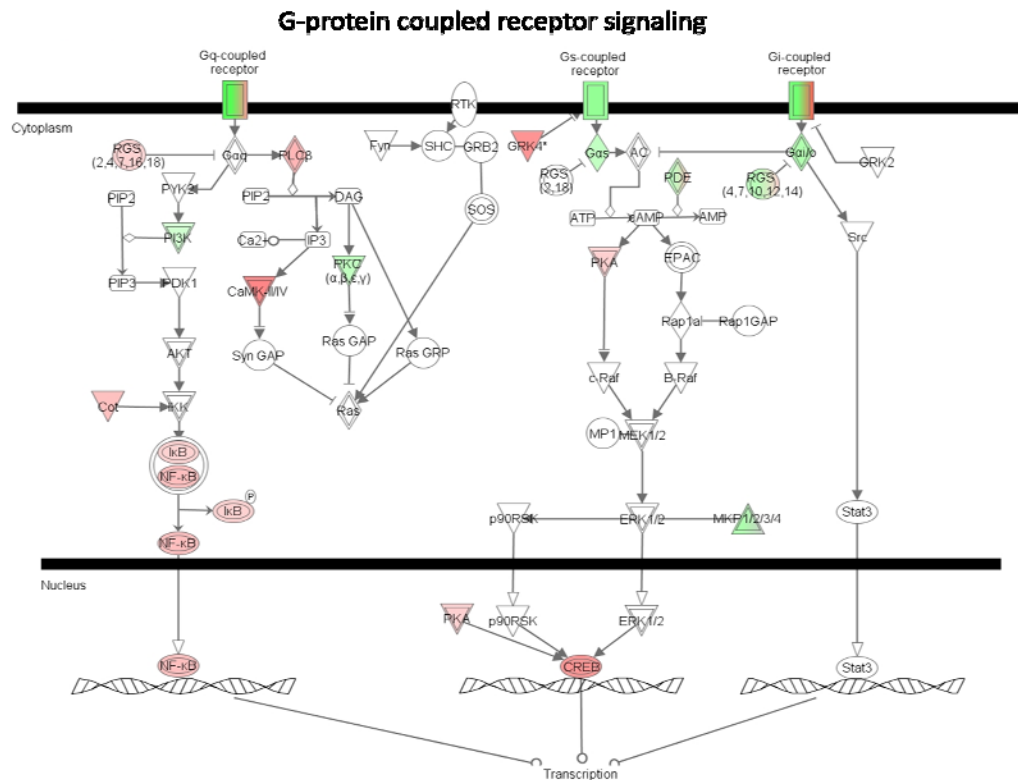 G-protein coupled receptor signaling
Gq-coupled
receptor
Gs-coupled
receptor
Gi-coupled
receptor
Cytoplasm
RTK
RGS
(2,4,7,16,18)
Gαq
PLCβ
Fyn
SHC
GRB2
GRK4*
Gαs
AC
Gαi/o
GRK2
RGS
(2,18)
PDE
RGS
(4,7,10,12,14)
PYK2
PIP2
PIP2
DAG
SOS
ATP
cAMP
AMP
PI3K
Ca2
IP3
Src
PKC
(α,β,ε,γ)
PKA
EPAC
PIP3
PDK1
CaMK-II/IV
Rap1al
Rap1GAP
Syn GAP
Ras GAP
Ras GRP
AKT
c-Raf
B-Raf
Cot
IKK
Ras
MP1
MEK1/2
IκB
NF-κB
P
IκB
p90RSK
ERK1/2
MKP1/2/3/4
Stat3
NF-κB
Nucleus
PKA
p90RSK
ERK1/2
NF-κB
CREB
Stat3
Transcription